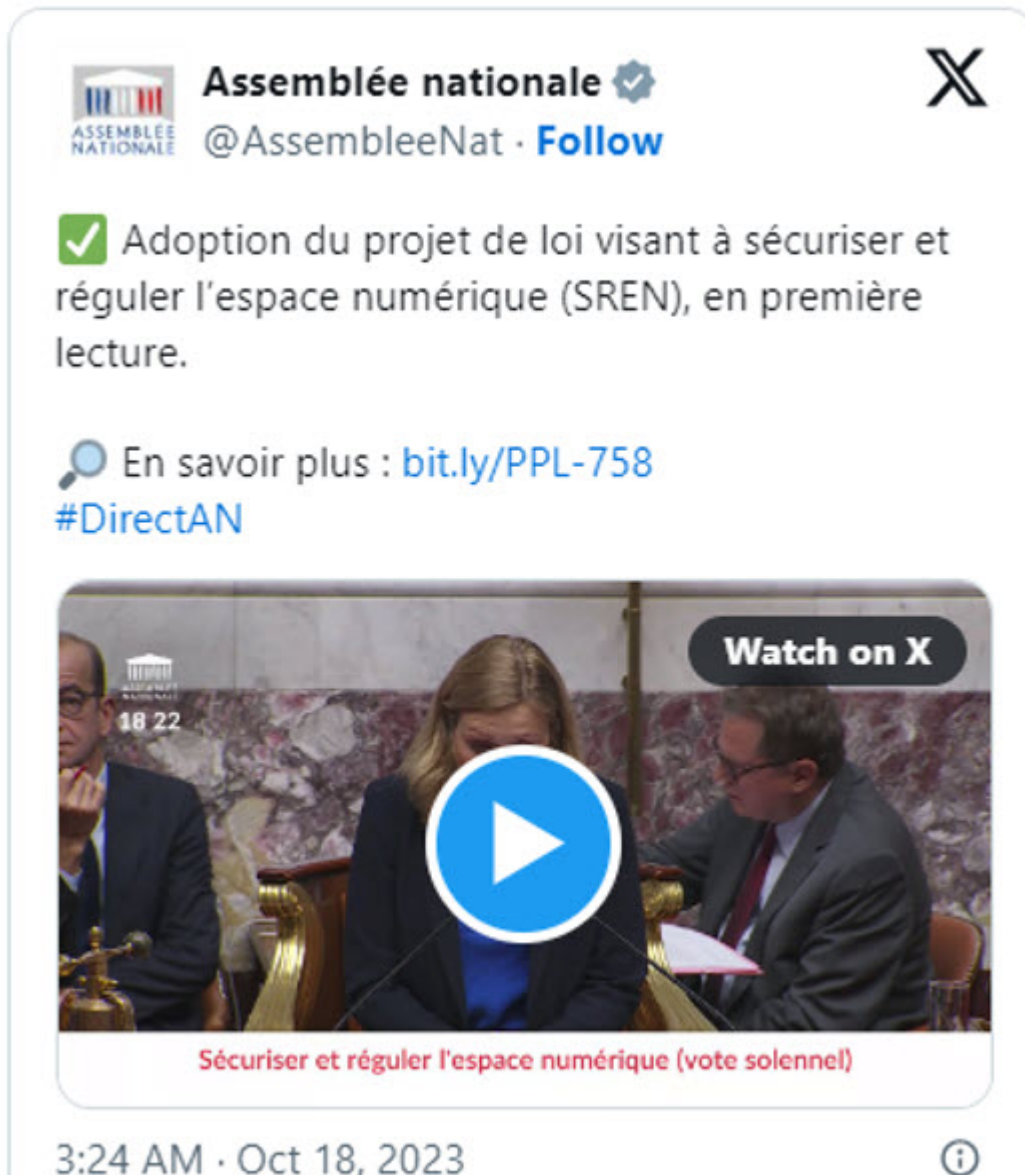 Assemblée nationale
ASSEMBLÉE
NATIONALE
@AssembleeNat · Follow
Adoption du projet de loi visant à sécuriser et
réguler l'espace numérique (SREN), en première
lecture.
En savoir plus : bit.ly/PPL-758
#DirectAN
Watch on X
18 22
Sécuriser et réguler l'espace numérique (vote solennel)
3:24 AM · Oct 18, 2023